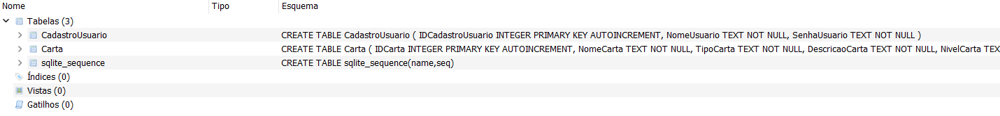 Nome Tipo Esquema
Tabelas (3)
CadastroUsuario CREATE TABLE CadastroUsuario ( IDCadastroUsuario INTEGER PRIMARY KEY AUTOINCREMENT, NomeUsuario TEXT NOT NULL, SenhaUsuario TEXT NOT NULL )
Carta CREATE TABLE Carta ( IDCarta INTEGER PRIMARY KEY AUTOINCREMENT, NomeCarta TEXT NOT NULL, TipoCarta TEXT NOT NULL, DescricaoCarta TEXT NOT NULL, NivelCarta TEX
sqlite_sequence CREATE TABLE sqlite_sequence(name,seq)
Índices (0)
Vistas (0)
Gatilhos (0)